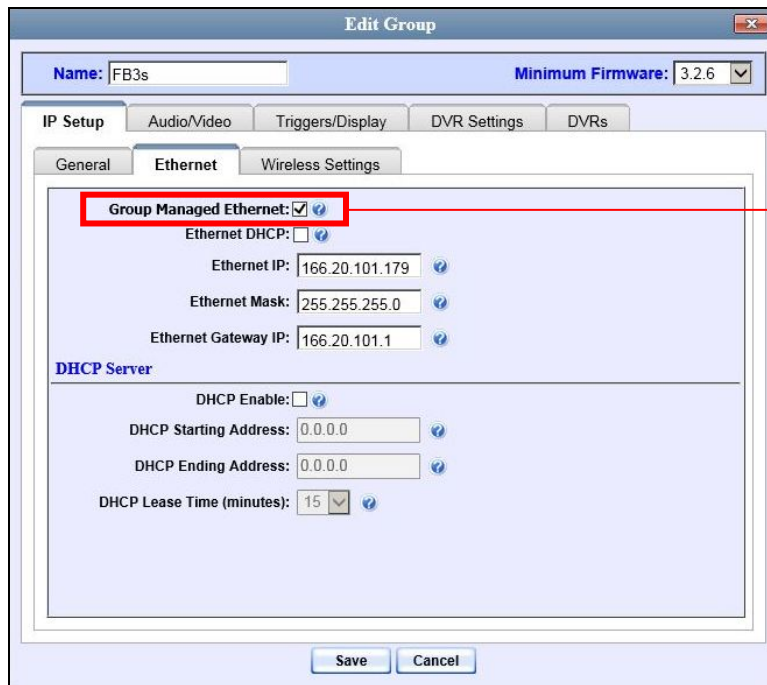 Edit Group
Name: FB3s Minimum Firmware: 3.2.6
IP Setup Audio/Video Triggers/Display DVR Settings DVRs
General Ethernet Wireless Settings
Group Managed Ethernet: ?
Ethernet DHCP: ?
Ethernet IP: 166.20.101.179 ?
Ethernet Mask: 255.255.255.0 ?
Ethernet Gateway IP: 166.20.101.1 ?
DHCP Server
DHCP Enable: ?
DHCP Starting Address: 0.0.0.0 ?
DHCP Ending Address: 0.0.0.0 ?
DHCP Lease Time (minutes): 15 ?
Save Cancel